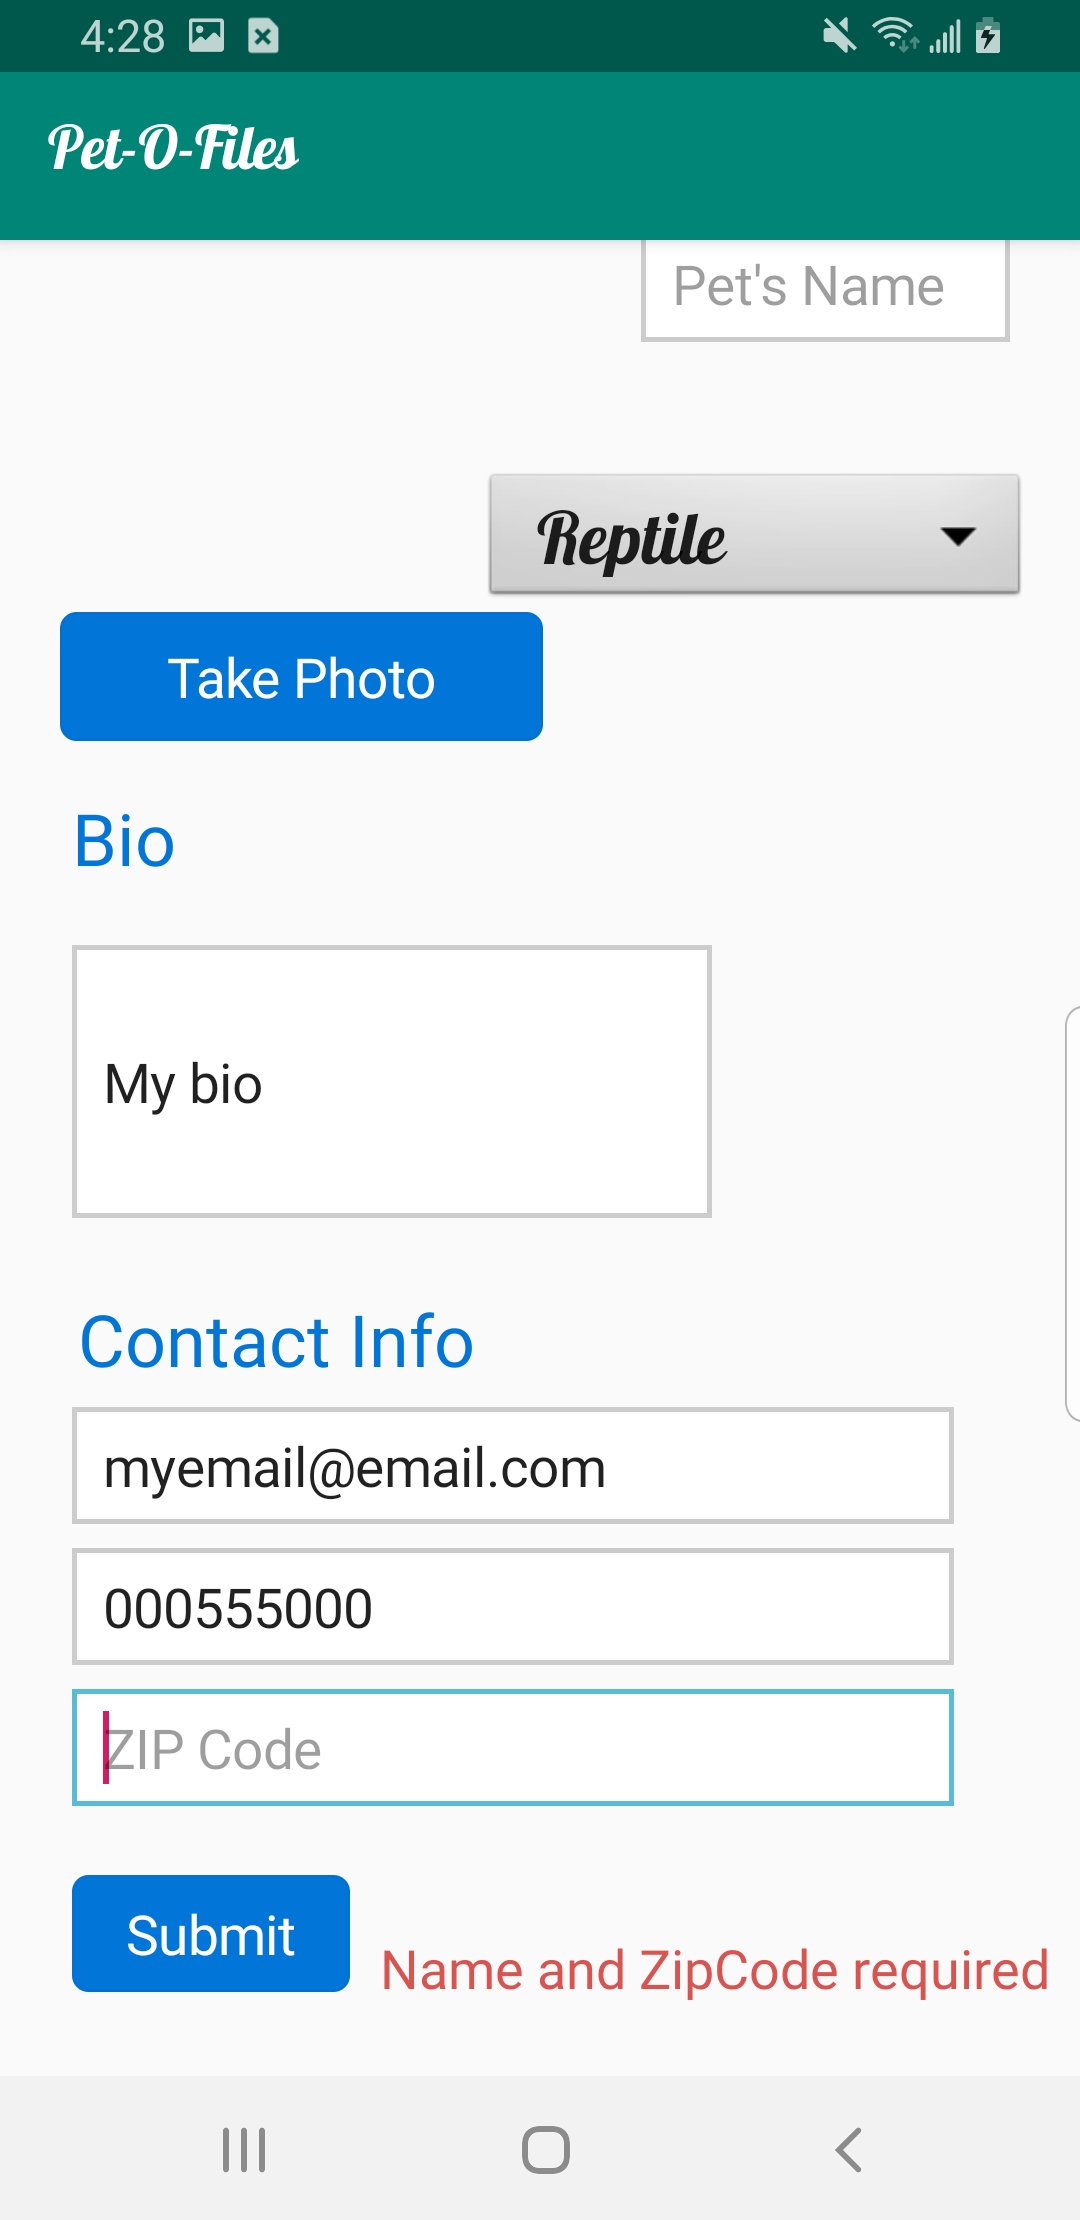 4:28
Pet-O-Files
Pet's Name
Reptile
Take Photo
Bio
My bio
Contact Info
myemail@email.com
000555000
ZIP Code
Submit
Name and ZipCode required